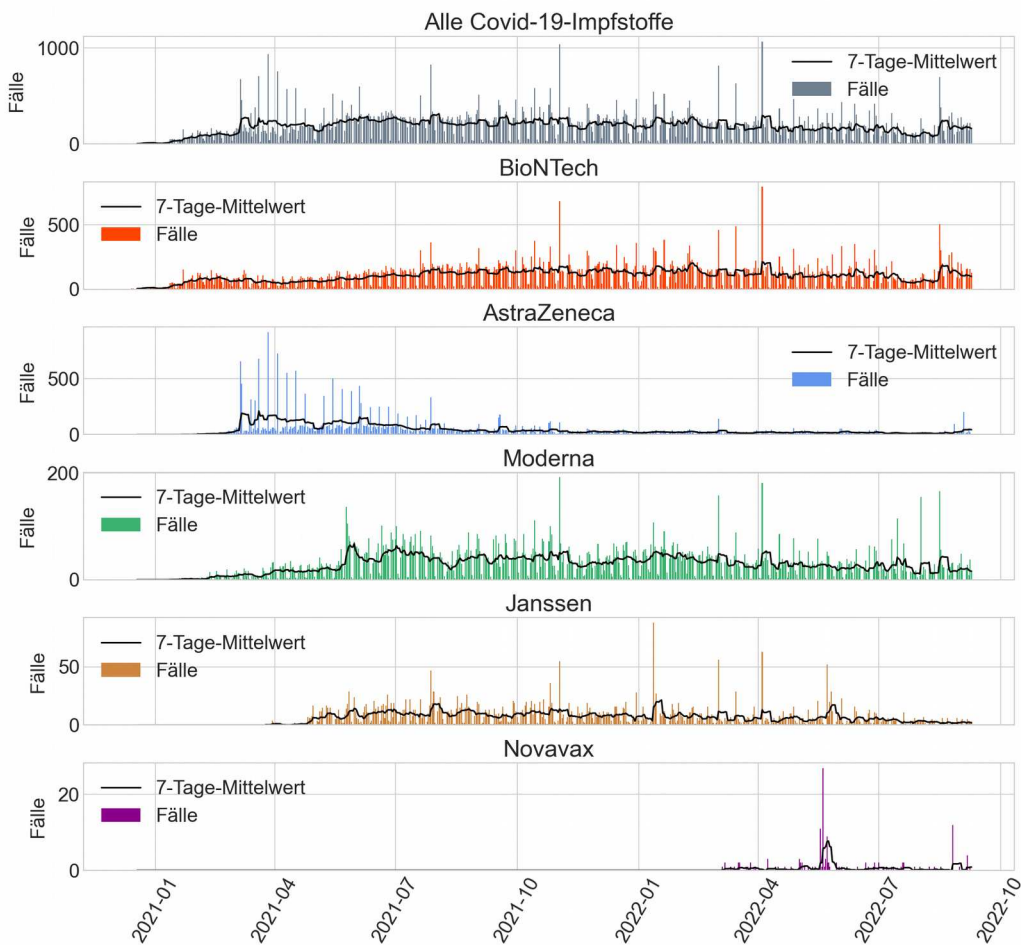 Alle Covid-19-Impfstoffe
1000
0
Fälle
7-Tage-Mittelwert
Fälle
BioNTech
500
0
Fälle
7-Tage-Mittelwert
Fälle
AstraZeneca
500
0
Fälle
7-Tage-Mittelwert
Fälle
Moderna
200
100
0
Fälle
7-Tage-Mittelwert
Fälle
Janssen
50
0
Fälle
7-Tage-Mittelwert
Fälle
Novavax
20
0
Fälle
7-Tage-Mittelwert
Fälle
2021-01
2021-04
2021-07
2021-10
2022-01
2022-04
2022-07
2022-10